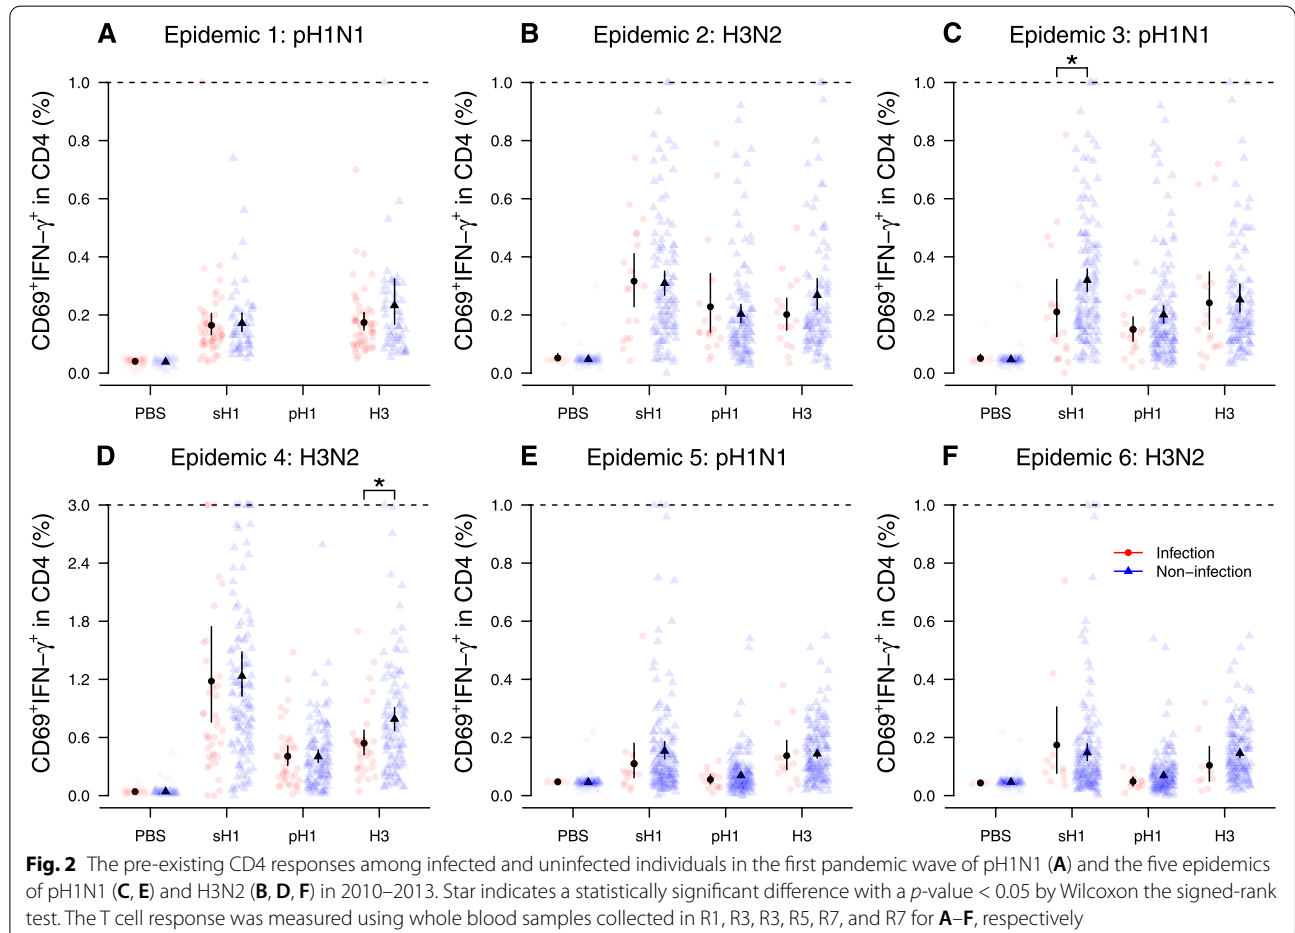 A Epidemic 1: pH1N1
B Epidemic 2: H3N2
C Epidemic 3: pH1N1
CD69+IFN−γ+ in CD4 (%)
1.0
0.8
0.6
0.4
0.2
0.0
PBS sH1 pH1 H3
CD69+IFN−γ+ in CD4 (%)
1.0
0.8
0.6
0.4
0.2
0.0
PBS sH1 pH1 H3
CD69+IFN−γ+ in CD4 (%)
1.0
0.8
0.6
0.4
0.2
0.0
*
PBS sH1 pH1 H3
D Epidemic 4: H3N2
E Epidemic 5: pH1N1
F Epidemic 6: H3N2
CD69+IFN−γ+ in CD4 (%)
3.0
2.4
1.8
1.2
0.6
0.0
*
PBS sH1 pH1 H3
CD69+IFN−γ+ in CD4 (%)
1.0
0.8
0.6
0.4
0.2
0.0
PBS sH1 pH1 H3
CD69+IFN−γ+ in CD4 (%)
1.0
0.8
0.6
0.4
0.2
0.0
Infection
Non−infection
PBS sH1 pH1 H3
Fig. 2 The pre-existing CD4 responses among infected and uninfected individuals in the first pandemic wave of pH1N1 (A) and the five epidemics
of pH1N1 (C, E) and H3N2 (B, D, F) in 2010–2013. Star indicates a statistically significant difference with a p-value < 0.05 by Wilcoxon the signed-rank
test. The T cell response was measured using whole blood samples collected in R1, R3, R3, R5, R7, and R7 for A–F, respectively